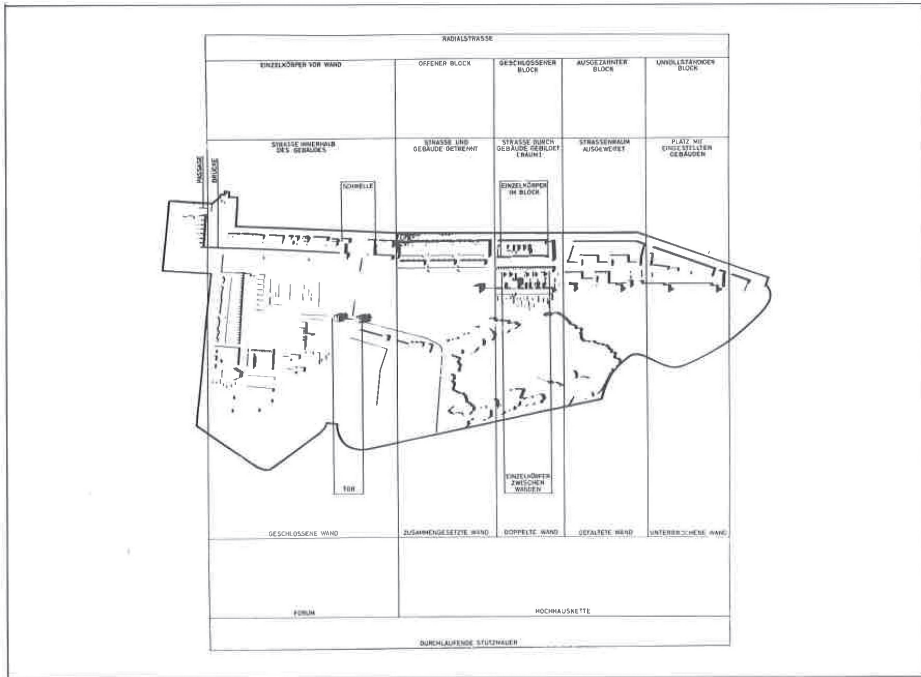 RADIALSTRASSE
EINZELKÖRPER VOR WAND
OFFENER BLOCK
GESCHLOSSENER
BLOCK
AUSGEZAHNTER
BLOCK
UNVOLLSTÄNDIGER
BLOCK
STRASSE INNERHALB
DES GEBÄUDES
STRASSE UND
GEBÄUDE GETRENNT
STRASSE DURCH
GEBÄUDE GEBILDET
(RAUM)
STRASSENRAUM
AUSGEWEITET
PLATZ MIT
EINGESTELLTEN
GEBÄUDEN
PASSAGE
BRÜCKE
SCHWELLE
EINZELKÖRPER
IM BLOCK
TOR
EINZELKÖRPER
ZWISCHEN
WÄNDEN
GESCHLOSSENE WAND
ZUSAMMENGESETZTE WAND
DOPPELTE WAND
GEFALTETE WAND
UNTERBROCHENE WAND
FORUM
HOCHHAUSKETTE
DURCHLAUFENDE STÜTZMAUER